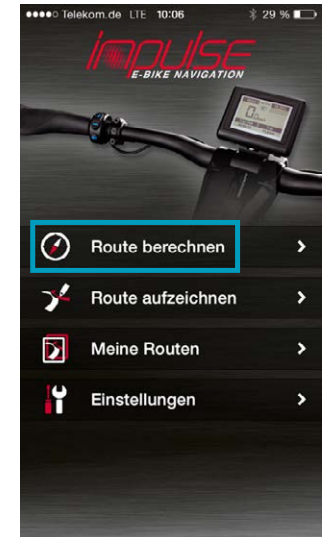 Telekom.de LTE 10:06 29 %
impulse
E-BIKE NAVIGATION
Route berechnen
Route aufzeichnen
Meine Routen
Einstellungen